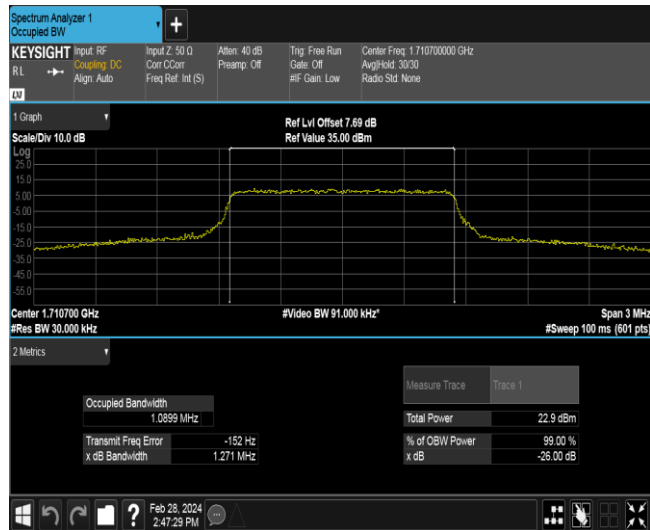 Spectrum Analyzer 1
Occupied BW
+
KEYSIGHT
RL
LXI
Input: RF
Coupling: DC
Align: Auto
Input Z: 50 Ω
Corr CCorr
Freq Ref: Int (S)
Atten: 40 dB
Preamp: Off
Trig: Free Run
Gate: Off
#IF Gain: Low
Center Freq: 1.710700000 GHz
Avg|Hold: 30/30
Radio Std: None
1 Graph
Scale/Div 10.0 dB
Ref Lvl Offset 7.69 dB
Ref Value 35.00 dBm
Log
25.0
15.0
5.00
-5.00
-15.0
-25.0
-35.0
-45.0
-55.0
Center 1.710700 GHz
#Video BW 91.000 kHz*
Span 3 MHz
#Res BW 30.000 kHz
#Sweep 100 ms (601 pts)
2 Metrics
Measure Trace
Trace 1
Occupied Bandwidth
1.0899 MHz
Total Power
22.9 dBm
Transmit Freq Error
-152 Hz
% of OBW Power
99.00 %
x dB Bandwidth
1.271 MHz
x dB
-26.00 dB
?
Feb 28, 2024
2:47:29 PM